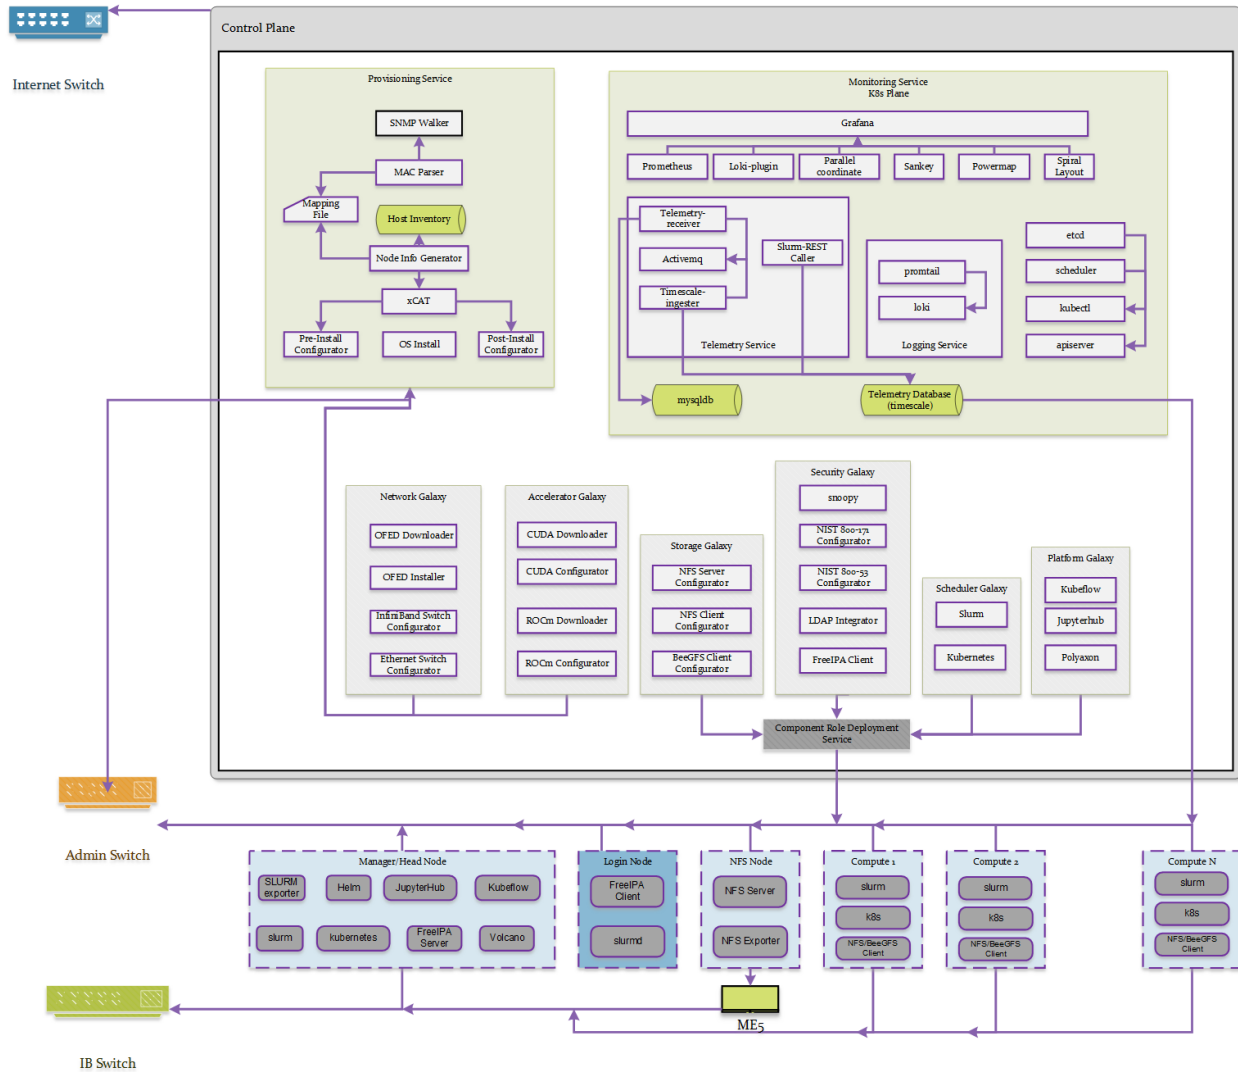 Internet Switch
Control Plane
Provisioning Service
SNMP Walker
MAC Parser
Mapping
File
Host Inventory
Node Info Generator
xCAT
Pre-Install
Configurator
OS Install
Post-Install
Configurator
Monitoring Service
K8s Plane
Grafana
Prometheus
Loki-plugin
Parallel
coordinate
Sankey
Powermap
Spiral
Layout
Telemetry-
receiver
Activemq
Timescale-
ingester
Slurm-REST
Caller
Telemetry Service
promtail
loki
Logging Service
etcd
scheduler
kubectl
apiserver
mysqldb
Telemetry Database
(timescale)
Network Galaxy
OFED Downloader
OFED Installer
InfiniBand Switch
Configurator
Ethernet Switch
Configurator
Accelerator Galaxy
CUDA Downloader
CUDA Configurator
ROCm Downloader
ROCm Configurator
Storage Galaxy
NFS Server
Configurator
NFS Client
Configurator
BeeGFS Client
Configurator
Security Galaxy
snoopy
NIST 800-171
Configurator
NIST 800-53
Configurator
LDAP Integrator
FreeIPA Client
Scheduler Galaxy
Slurm
Kubernetes
Platform Galaxy
Kubeflow
Jupyterhub
Polyaxon
Component Role Deployment
Service
Admin Switch
Manager/Head Node
SLURM
exporter
Helm
JupyterHub
Kubeflow
slurm
kubernetes
FreeIPA
Server
Volcano
Login Node
FreeIPA
Client
slurmd
NFS Node
NFS Server
NFS Exporter
Compute 1
slurm
k8s
NFS/BeeGFS
Client
Compute 2
slurm
k8s
NFS/BeeGFS
Client
Compute N
slurm
k8s
NFS/BeeGFS
Client
ME5
IB Switch